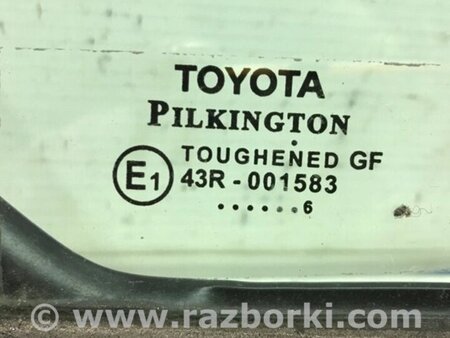 TOYOTA
PILKINGTON
TOUGHENED GF
E1 43R-001583
......6
© www.razborki.com